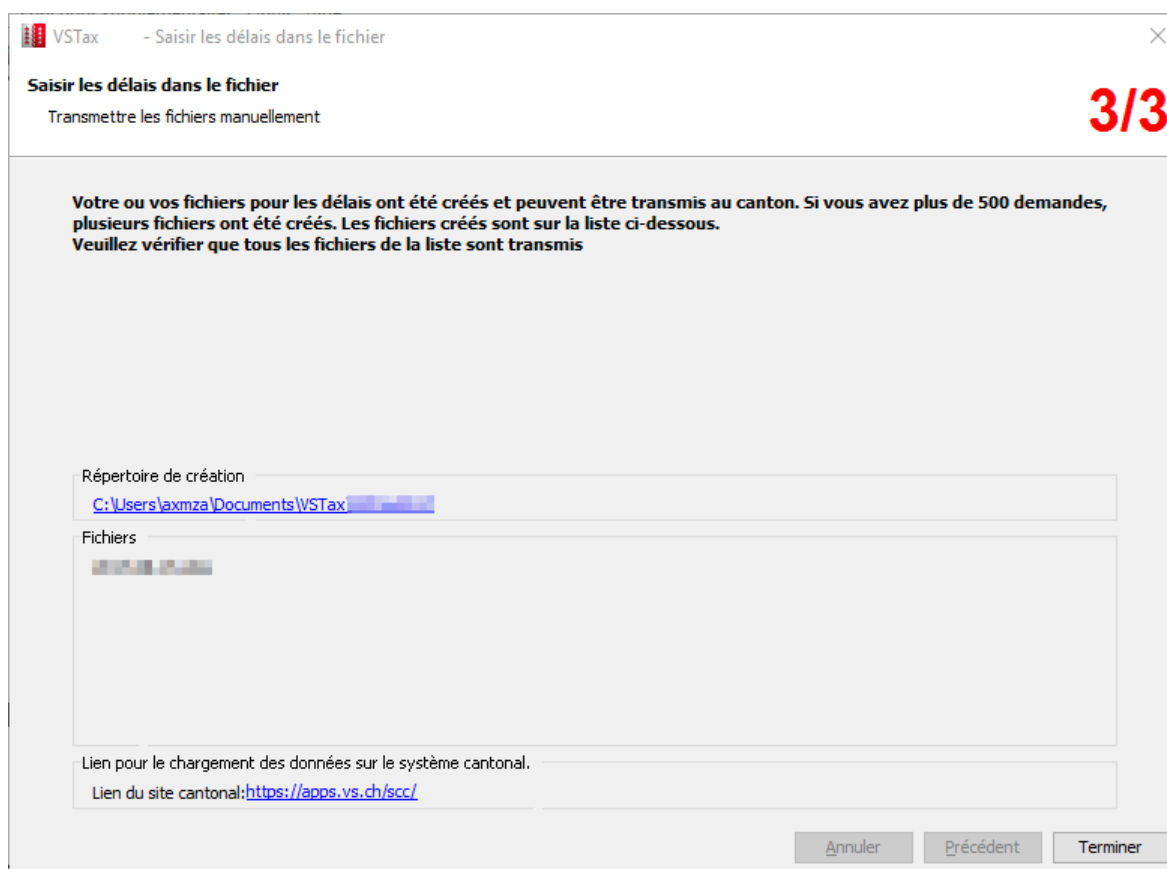 VSTax - Saisir les délais dans le fichier
Saisir les délais dans le fichier
Transmettre les fichiers manuellement
3/3
Votre ou vos fichiers pour les délais ont été créés et peuvent être transmis au canton. Si vous avez plus de 500 demandes,
plusieurs fichiers ont été créés. Les fichiers créés sont sur la liste ci-dessous.
Veuillez vérifier que tous les fichiers de la liste sont transmis
Répertoire de création
C:\Users\axmza\Documents\VSTax
Fichiers
Lien pour le chargement des données sur le système cantonal.
Lien du site cantonal:https://apps.vs.ch/scc/
Annuler Précédent Terminer